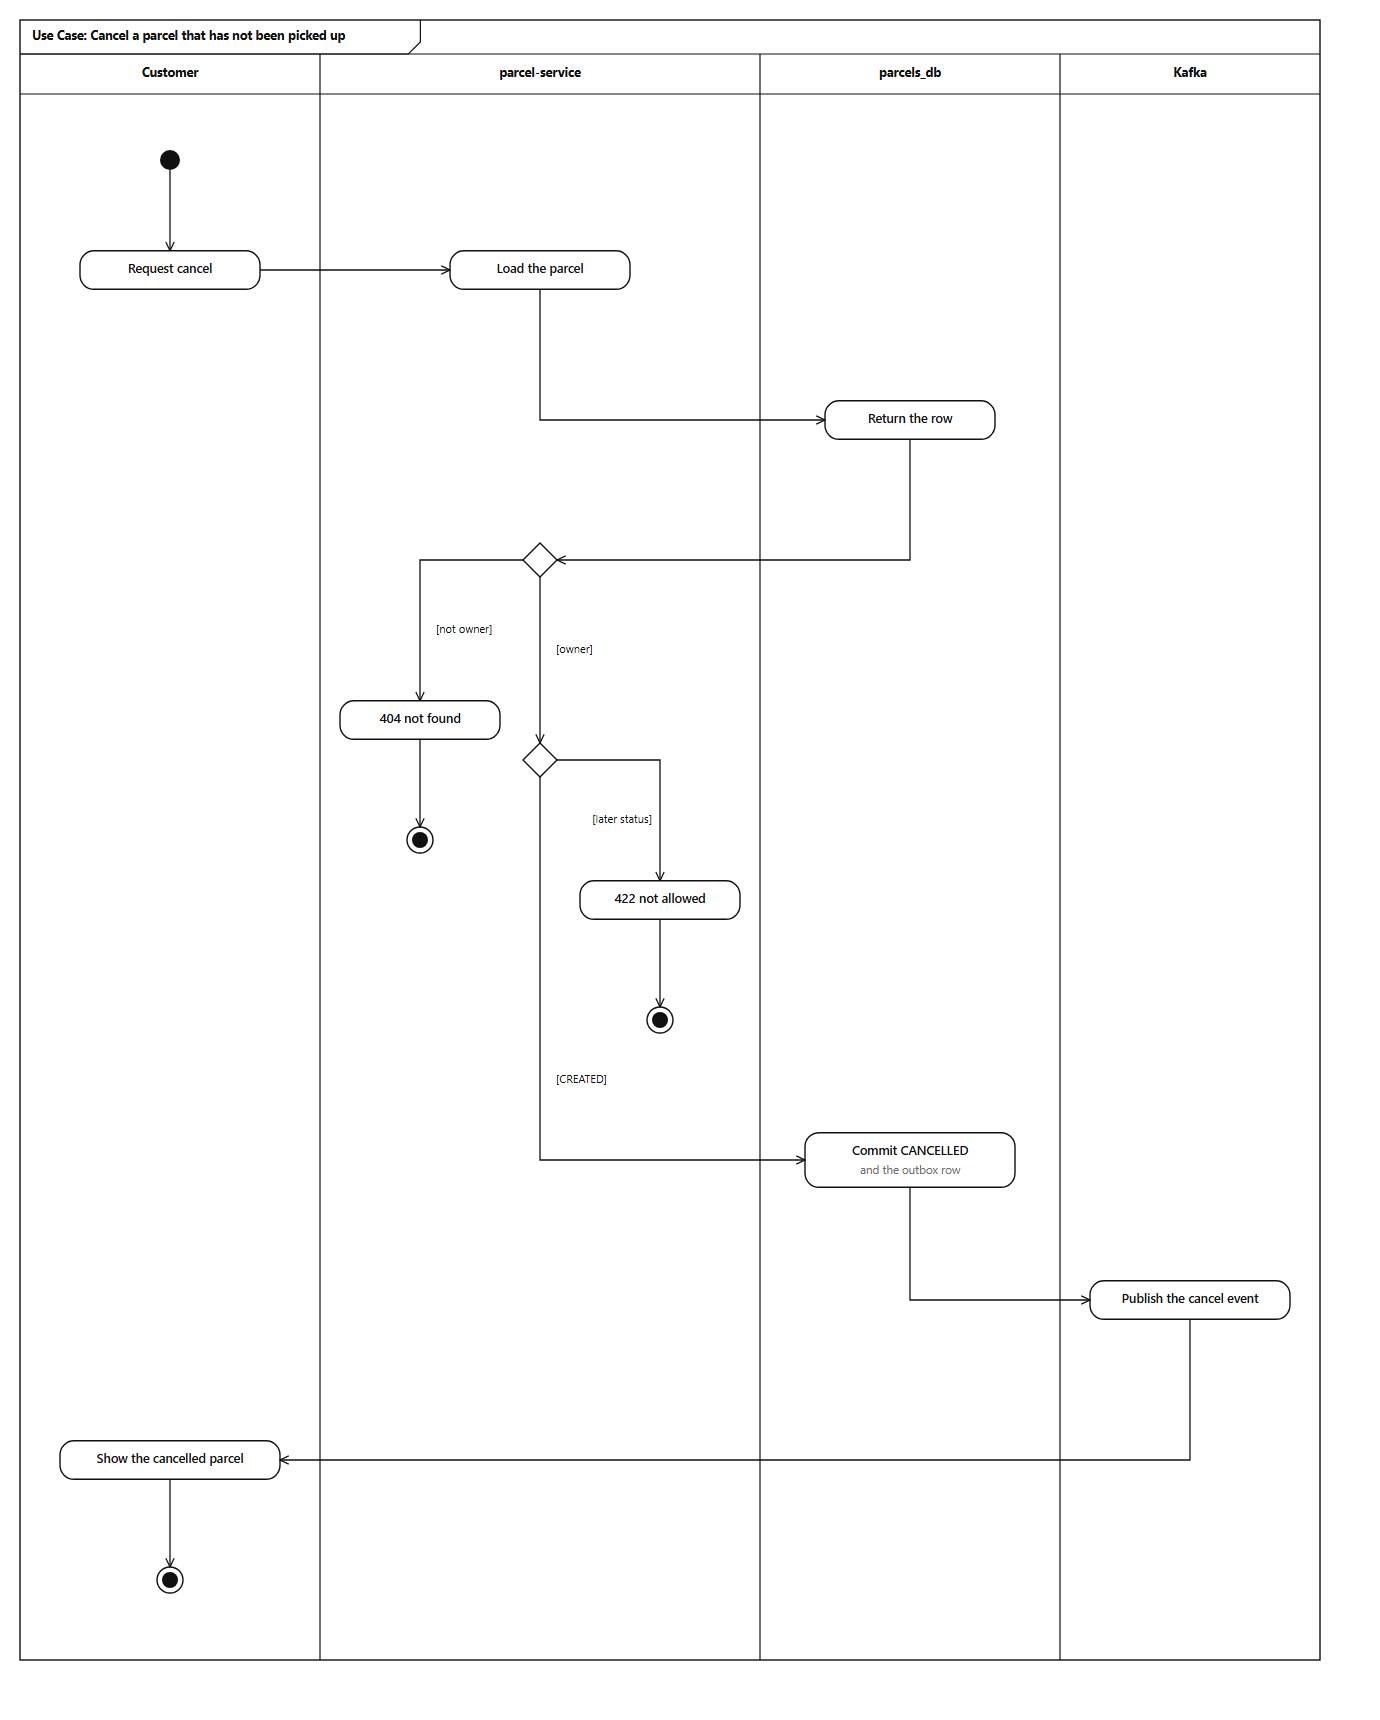 Use Case: Cancel a parcel that has not been picked up
Customer
parcel-service
parcels_db
Kafka
Request cancel
Load the parcel
Return the row
[not owner]
[owner]
404 not found
[later status]
422 not allowed
[CREATED]
Commit CANCELLED
and the outbox row
Publish the cancel event
Show the cancelled parcel